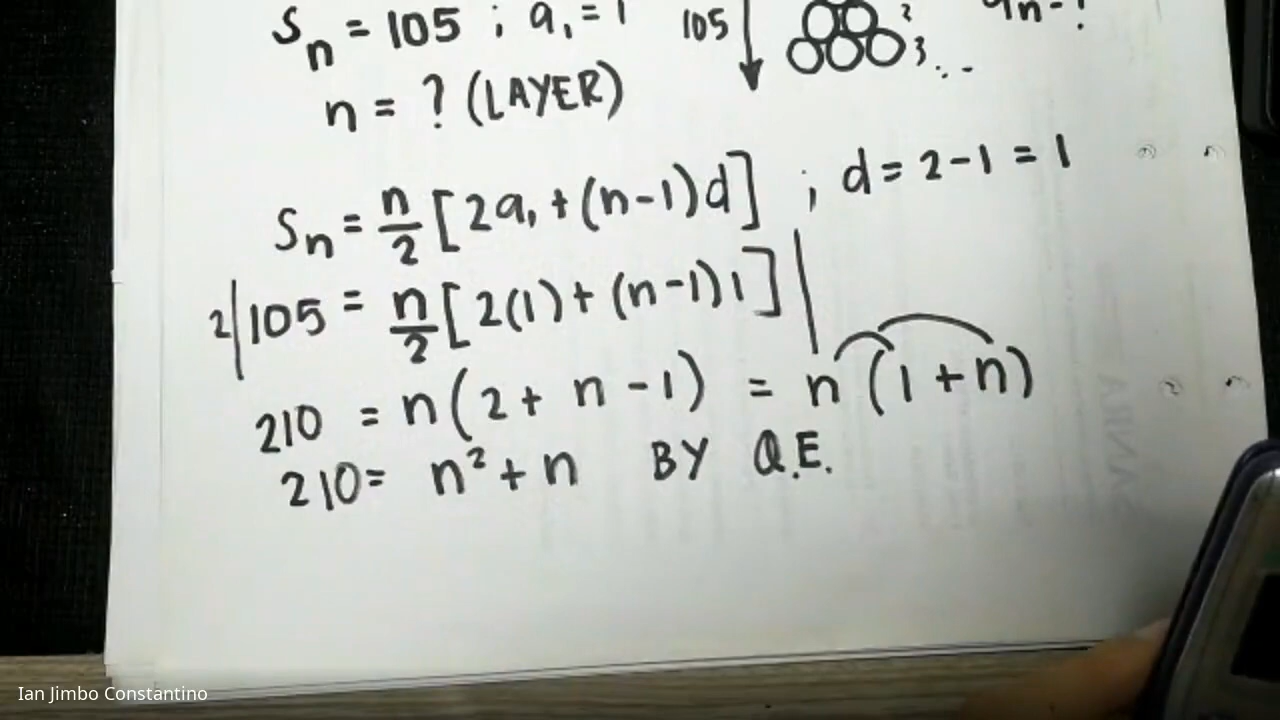 Sn = 105 ; a₁ = 1
105
2
3...
an = ?
n = ? (LAYER)
Sn = n/2 [2a₁ + (n-1)d] ; d = 2-1 = 1
2|105 = n/2 [2(1) + (n-1)1]
210 = n(2 + n - 1) = n(1 + n)
210 = n² + n BY Q.E.
Ian Jimbo Constantino